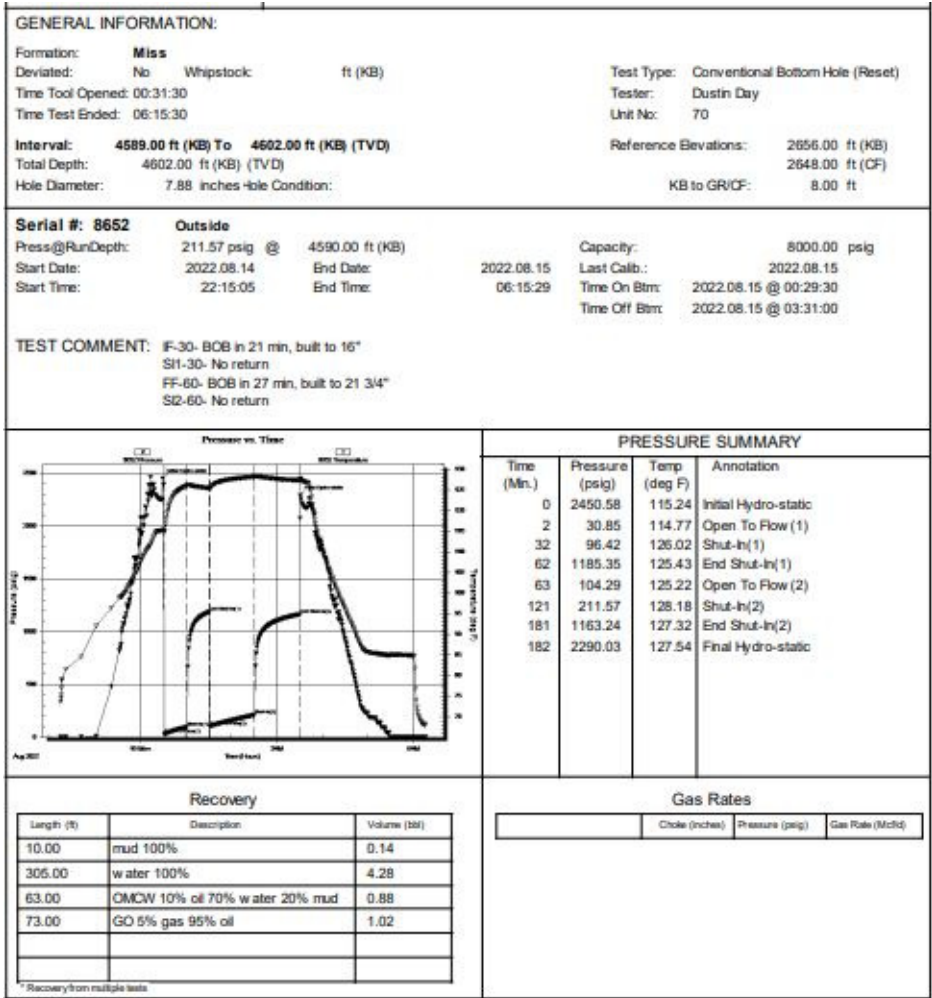 GENERAL INFORMATION:
Formation: Miss
Deviated: No Whipstock: ft (KB)
Time Tool Opened: 00:31:30
Time Test Ended: 06:15:30
Test Type: Conventional Bottom Hole (Reset)
Tester: Dustin Day
Unit No: 70
Interval: 4589.00 ft (KB) To 4602.00 ft (KB) (TVD)
Total Depth: 4602.00 ft (KB) (TVD)
Hole Diameter: 7.88 inches Hole Condition:
Reference Elevations: 2656.00 ft (KB)
2648.00 ft (CF)
KB to GR/CF: 8.00 ft
Serial #: 8652 Outside
Press@RunDepth: 211.57 psig @ 4590.00 ft (KB)
Start Date: 2022.08.14 End Date: 2022.08.15
Start Time: 22:15:05 End Time: 06:15:29
Capacity: 8000.00 psig
Last Calib.: 2022.08.15
Time On Btm: 2022.08.15 @ 00:29:30
Time Off Btm: 2022.08.15 @ 03:31:00
TEST COMMENT: IF-30- BOB in 21 min, built to 16"
SI1-30- No return
FF-60- BOB in 27 min, built to 21 3/4"
SI2-60- No return
Pressure vs. Time
Pressure (psig)
Temperature (deg F)
Time (Hours)
PRESSURE SUMMARY
Time (Min.) Pressure (psig) Temp (deg F) Annotation
0 2450.58 115.24 Initial Hydro-static
2 30.85 114.77 Open To Flow (1)
32 96.42 126.02 Shut-In(1)
62 1185.35 125.43 End Shut-In(1)
63 104.29 125.22 Open To Flow (2)
121 211.57 128.18 Shut-In(2)
181 1163.24 127.32 End Shut-In(2)
182 2290.03 127.54 Final Hydro-static
Recovery
Length (ft) Description Volume (bbl)
10.00 mud 100% 0.14
305.00 water 100% 4.28
63.00 OMCW 10% oil 70% water 20% mud 0.88
73.00 GO 5% gas 95% oil 1.02
* Recovery from multiple tests
Gas Rates
Choke (inches) Pressure (psig) Gas Rate (Mcf/d)